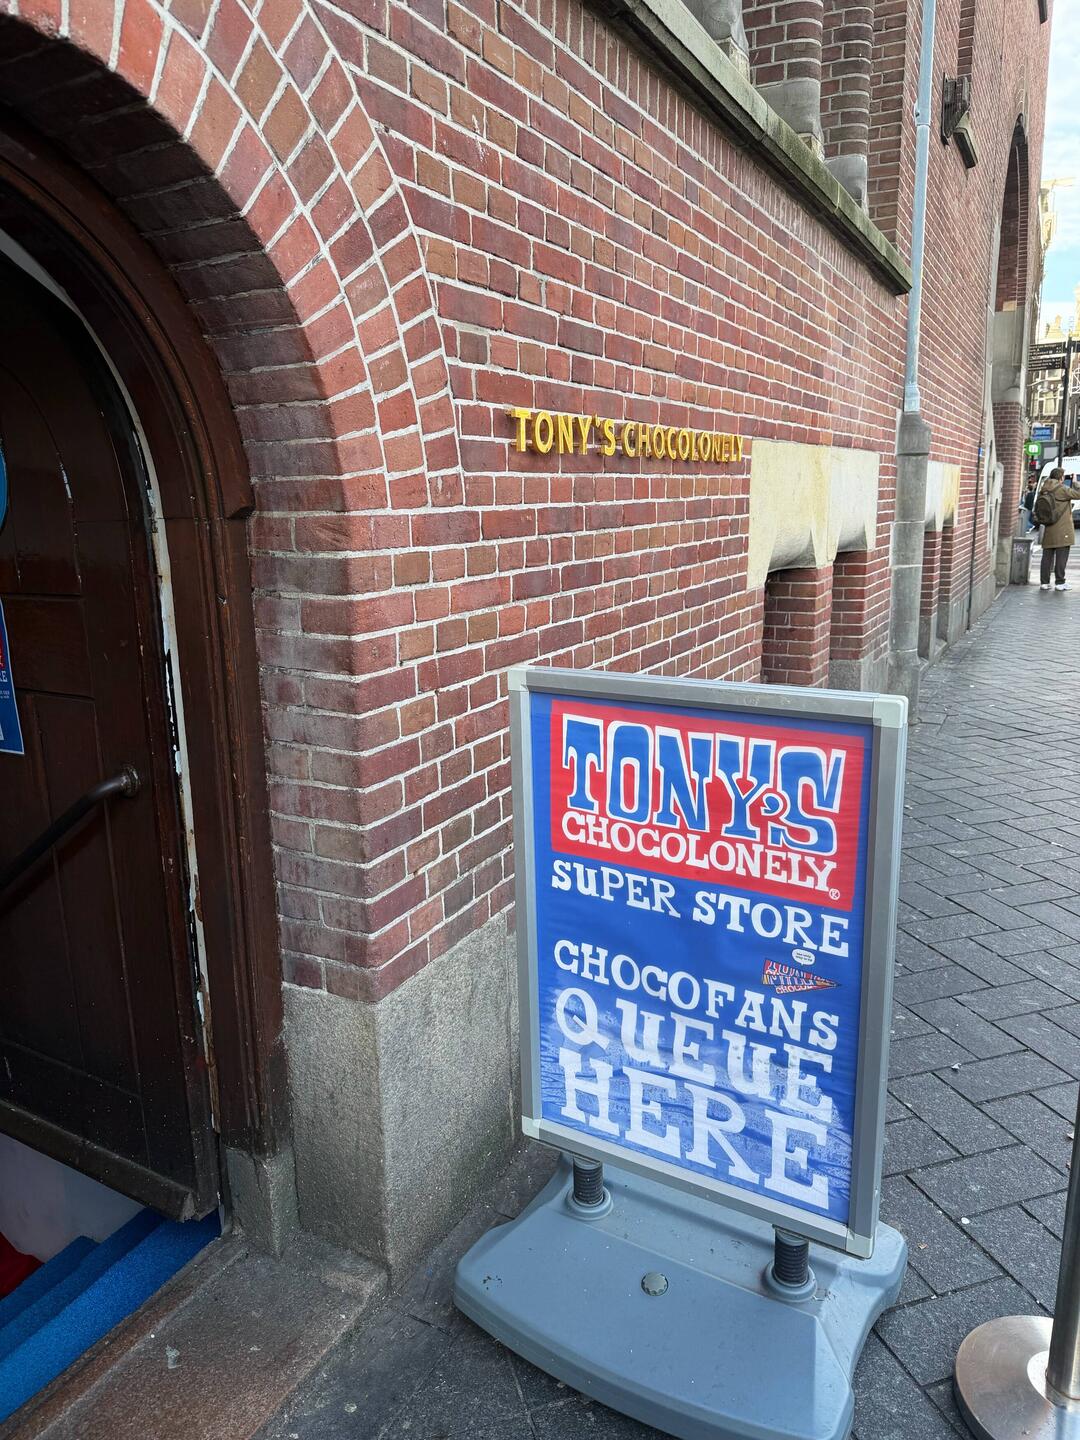 TONY'S CHOCOLONELY
TONY'S
CHOCOLONELY
SUPER STORE
CHOCOFANS
QUEUE
HERE